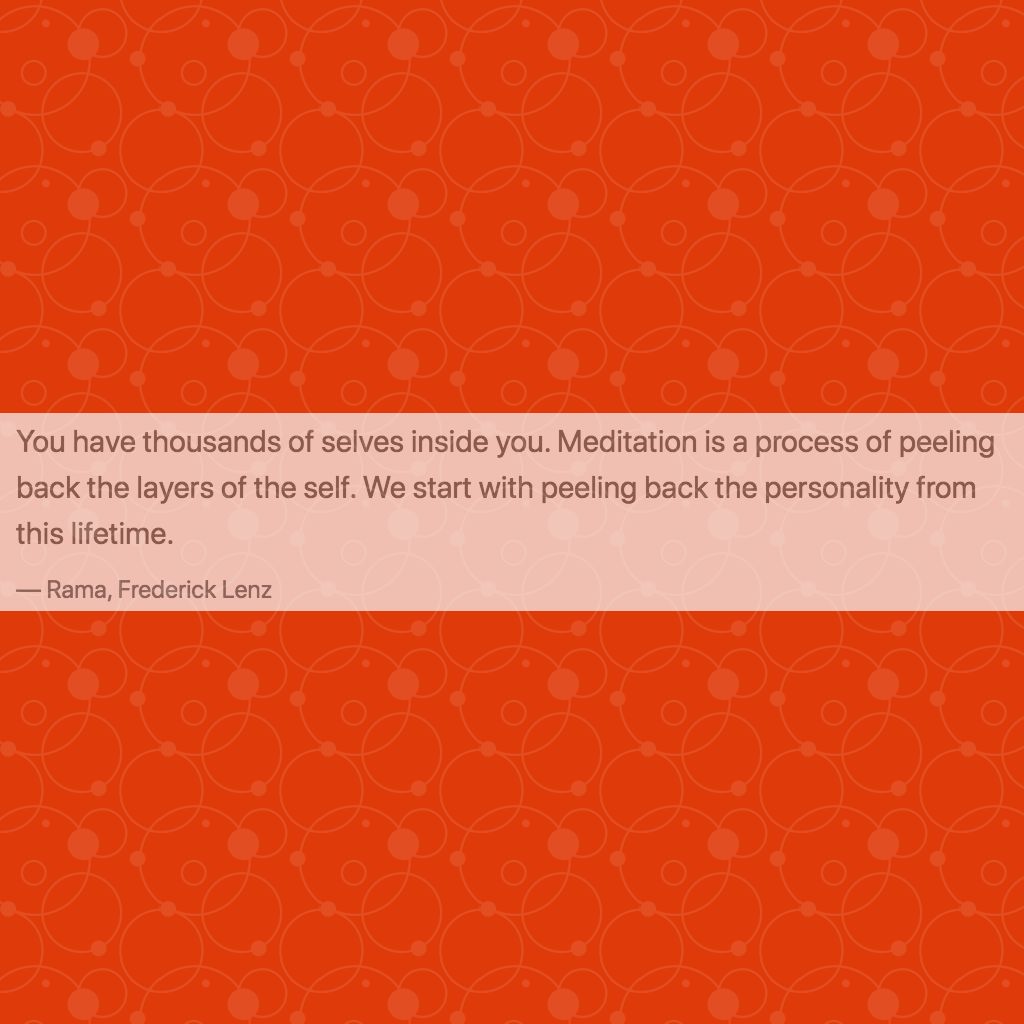 You have thousands of selves inside you. Meditation is a process of peeling
back the layers of the self. We start with peeling back the personality from
this lifetime.
— Rama, Frederick Lenz